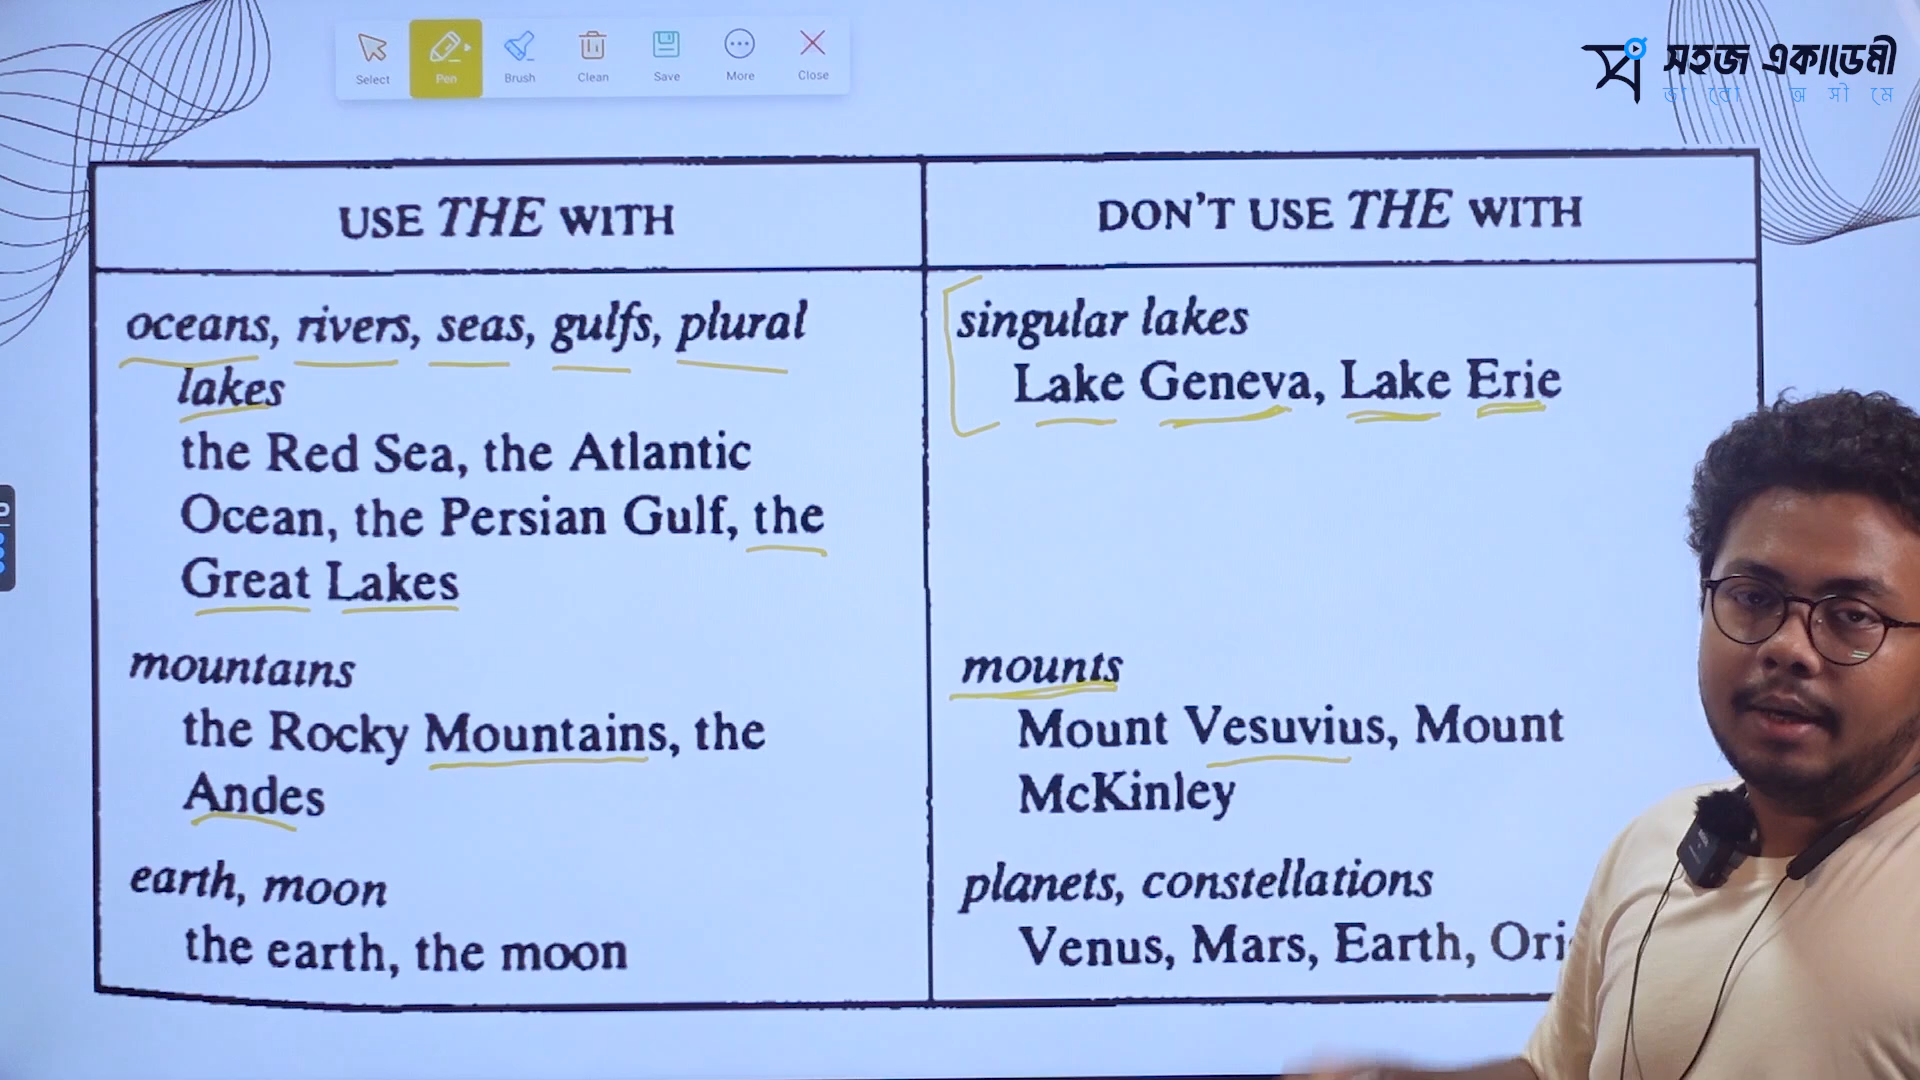 Select Pen Brush Clean Save More Close
সহজ একাডেমী
ভাবো অসীমে
USE THE WITH
DON'T USE THE WITH
oceans, rivers, seas, gulfs, plural
lakes
the Red Sea, the Atlantic
Ocean, the Persian Gulf, the
Great Lakes
singular lakes
Lake Geneva, Lake Erie
mountains
the Rocky Mountains, the
Andes
mounts
Mount Vesuvius, Mount
McKinley
earth, moon
the earth, the moon
planets, constellations
Venus, Mars, Earth,